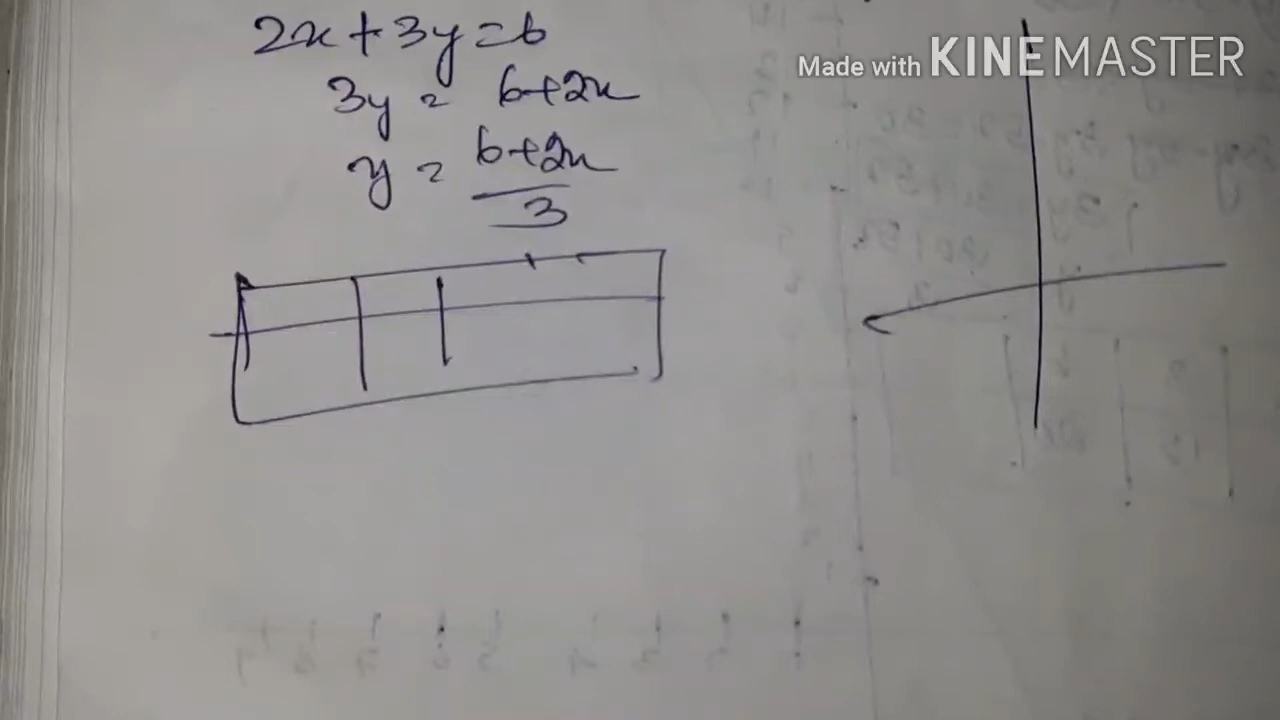 2x+3y=6
Made with KINEMASTER
3y = 6+2x
y = 6+2x
3